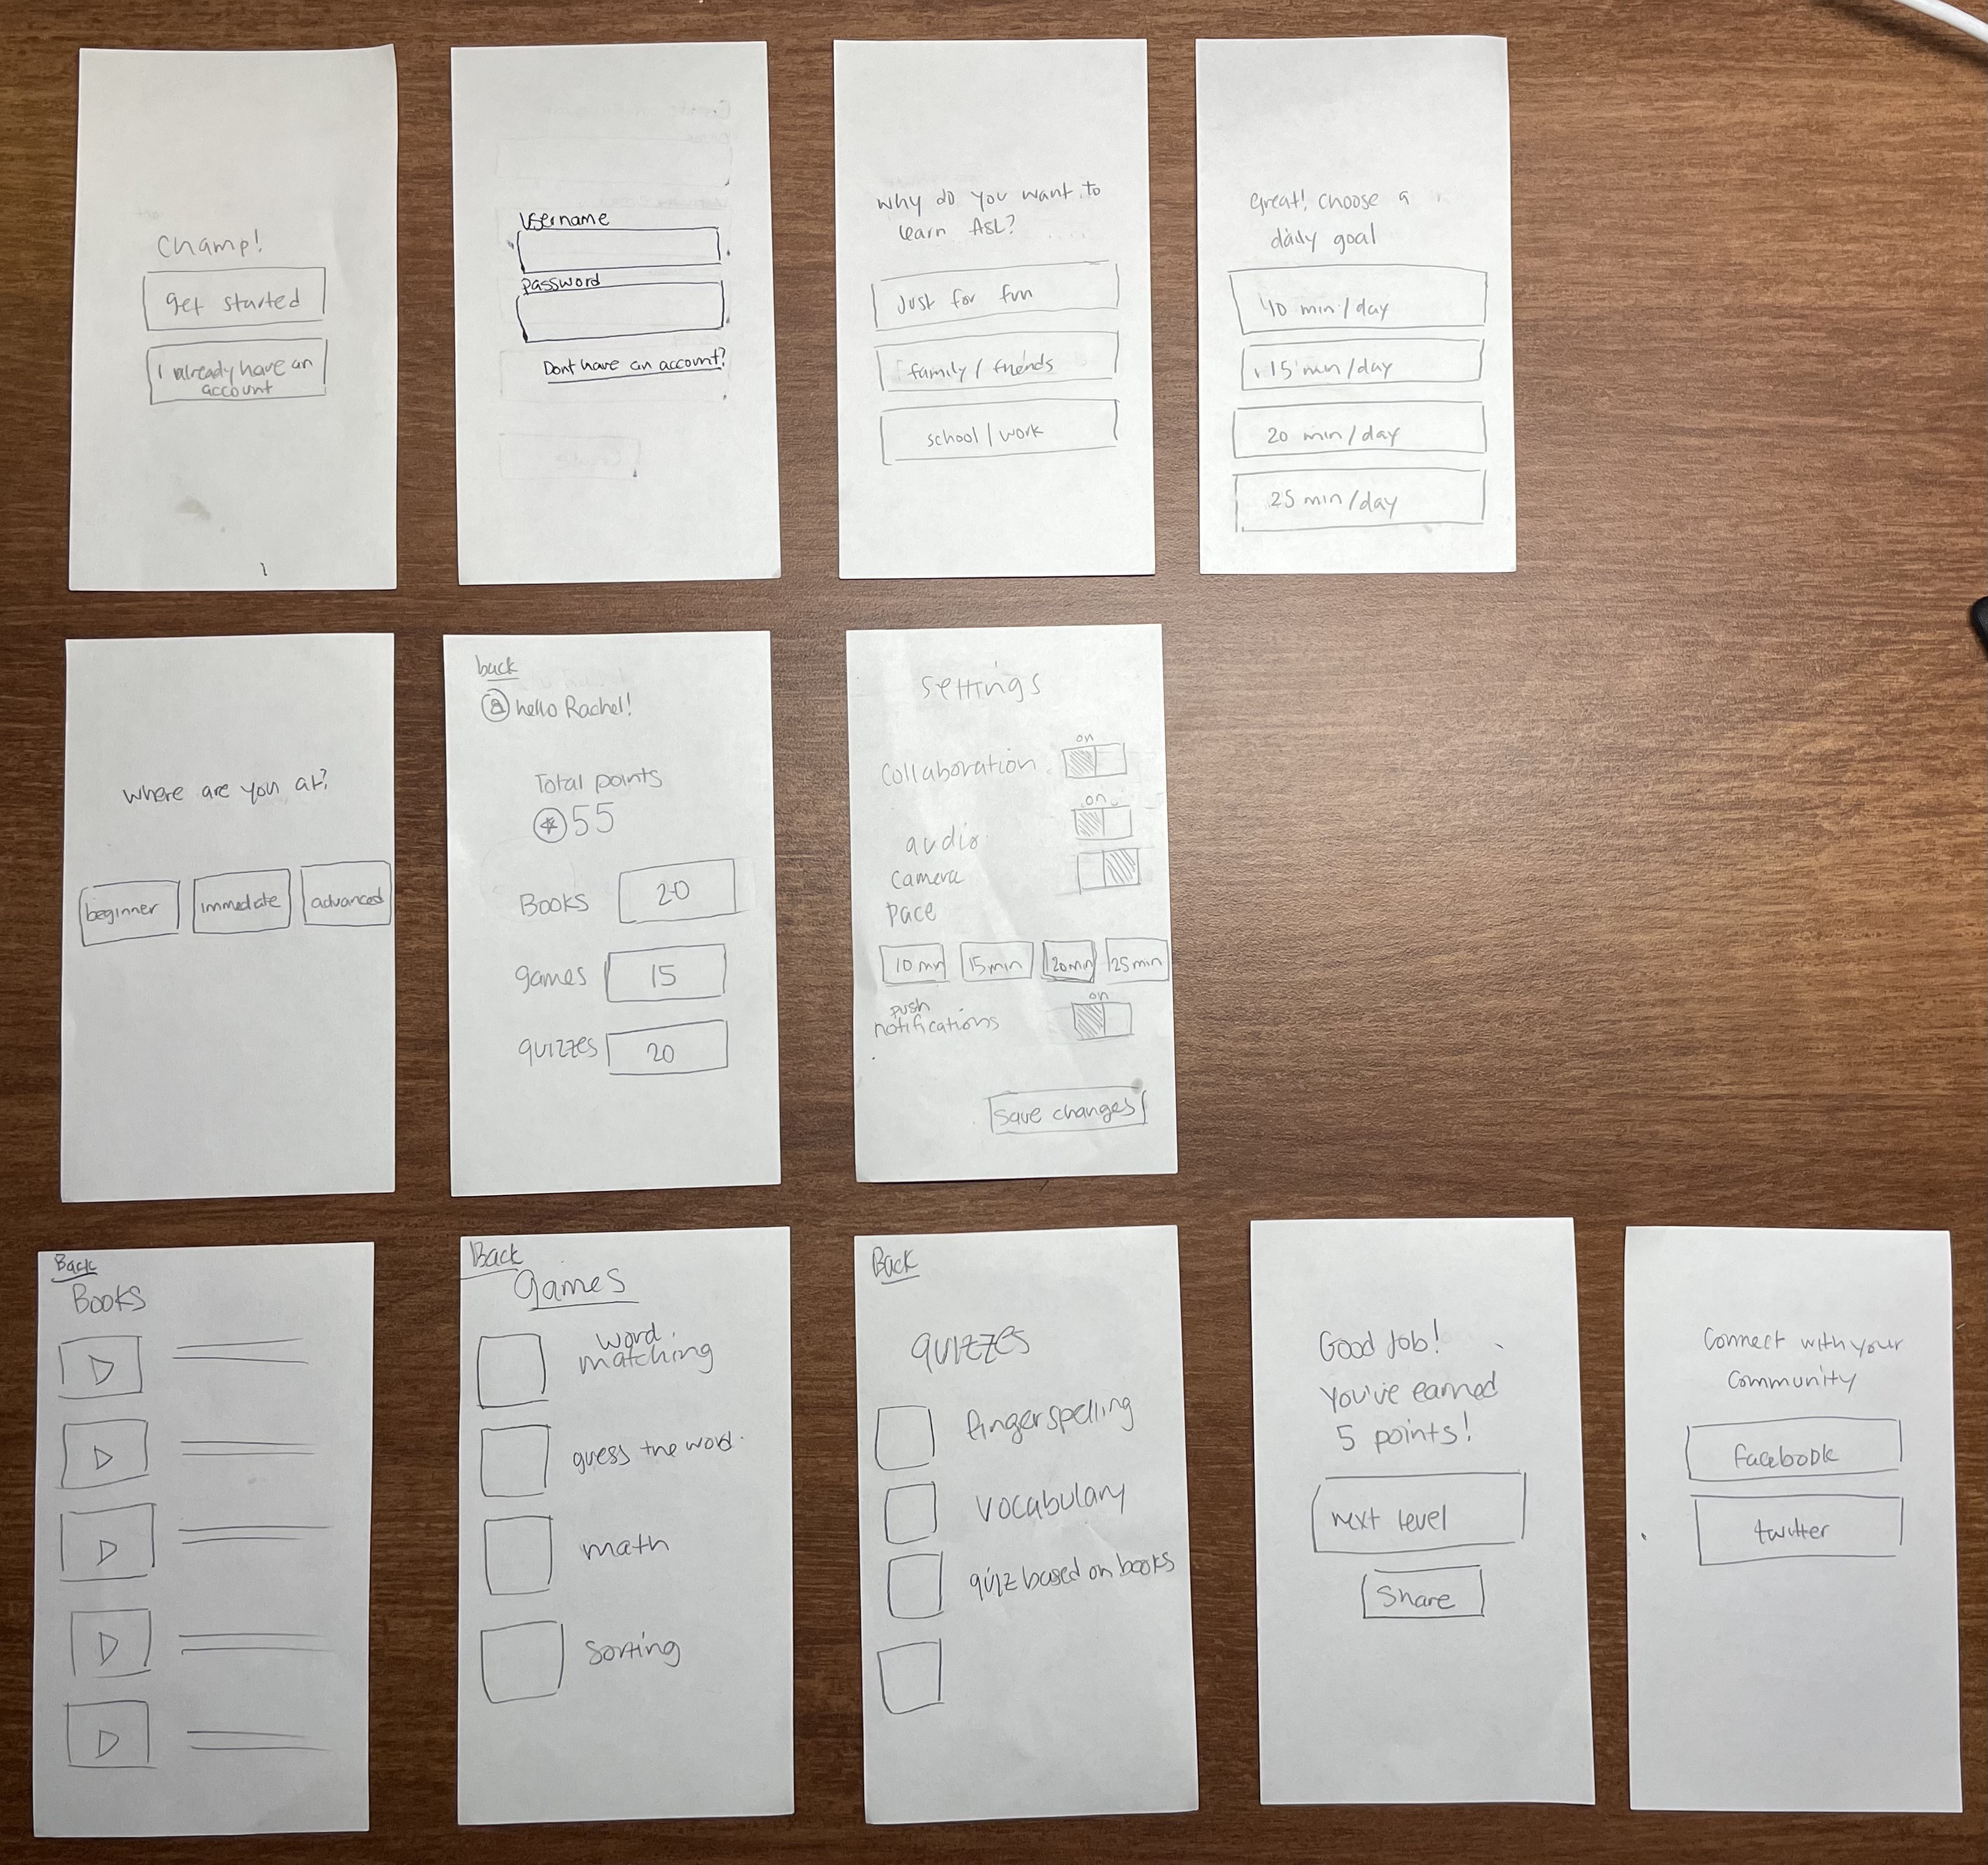 Champ!
get started
I already have an
account
Username
password
Dont have an account?
Why do you want to
learn ASL?
Just for fun
family / friends
school / work
Great! Choose a
daily goal
10 min/day
15 min/day
20 min/day
25 min/day
where are you at?
beginner
immediate
advanced
back
hello Rachel!
Total points
55
Books 20
games 15
quizzes 20
settings
on
Collaboration
on
audio
camera
pace
10 min 15 min 20 min 25 min
push on
notifications
save changes
Back
Books
Back
Games
word
matching
guess the word
math
sorting
Back
quizzes
fingerspelling
vocabulary
quiz based on books
Good Job!
You've earned
5 points!
next level
Share
Connect with your
Community
facebook
twitter